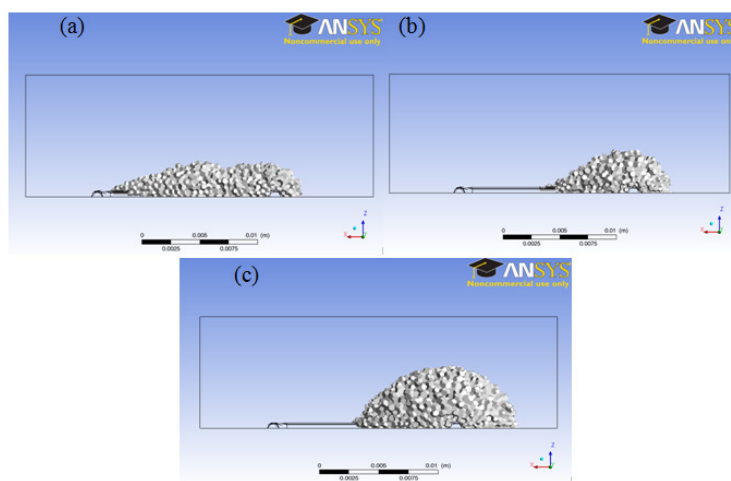 (a)
ANSYS
Noncommercial use only
0 0.005 0.01 (m)
0.0025 0.0075
Z
X Y
(b)
ANSYS
Noncommercial use only
0 0.005 0.01 (m)
0.0025 0.0075
Z
X Y
(c)
ANSYS
Noncommercial use only
0 0.005 0.01 (m)
0.0025 0.0075
Z
X Y